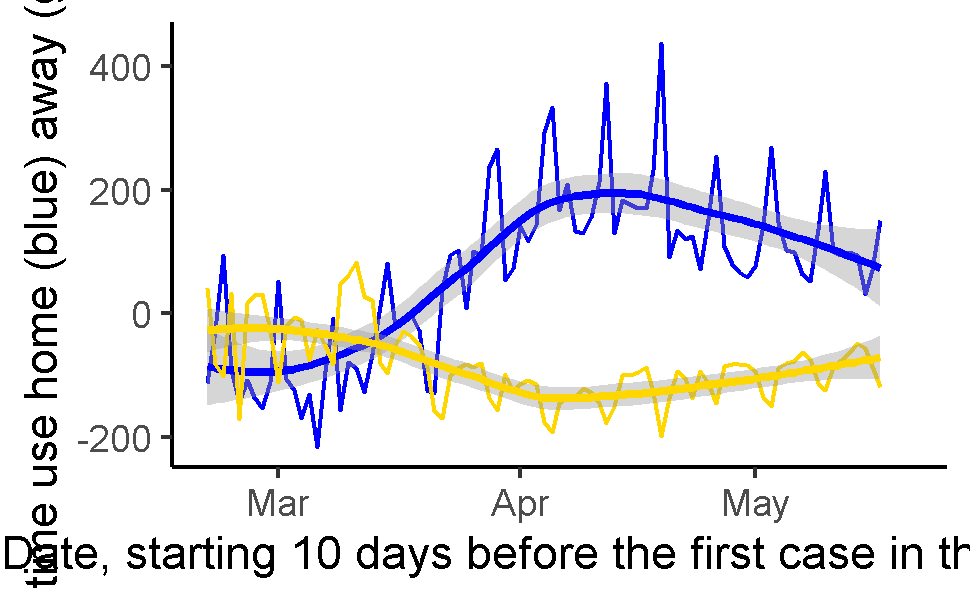 time use home (blue) away (
400
200
0
-200
Mar Apr May
Date, starting 10 days before the first case in th